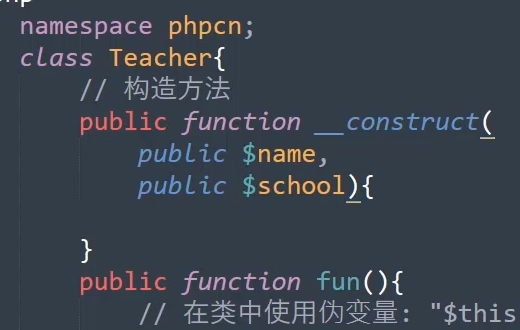 namespace phpcn;
class Teacher{
// 构造方法
public function __construct(
public $name,
public $school){
}
public function fun(){
// 在类中使用伪变量: "$this